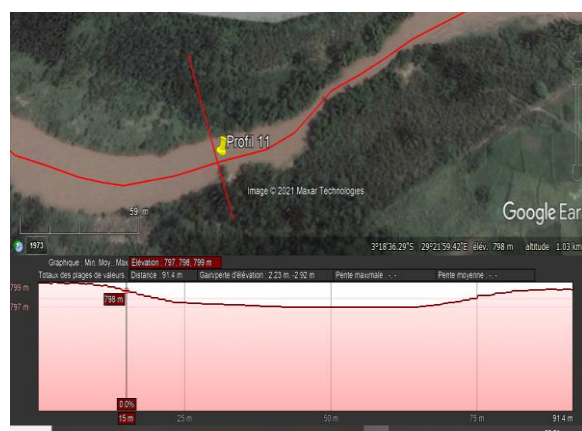 Profil 11
Image © 2021 Maxar Technologies
59 m
Google Ear
1973
3°18'36.29"S 29°21'59.42"E élév. 798 m altitude 1.03 km
Graphique : Min, Moy., Max Élévation : 797, 798, 799 m
Totaux des plages de valeurs : Distance : 91.4 m Gain/perte d'élévation : 2.23 m, -2.92 m Pente maximale : -, - Pente moyenne : -, -
799 m
798 m
797 m
0.0%
15 m 25 m 50 m 75 m 91.4 m